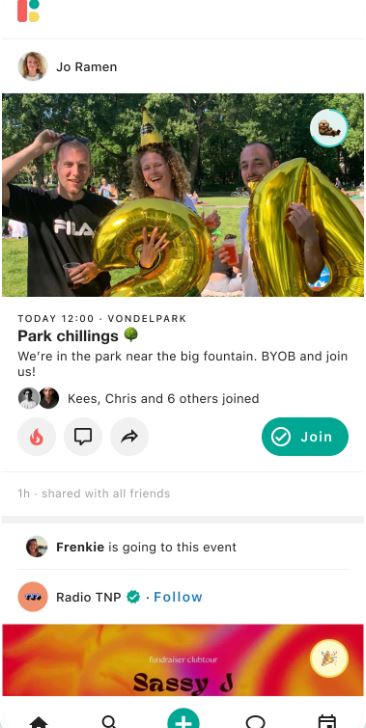 Jo Ramen
FILA
TODAY 12:00 · VONDELPARK
Park chillings 🌳
We're in the park near the big fountain. BYOB and join
us!
Kees, Chris and 6 others joined
Join
1h · shared with all friends
Frenkie is going to this event
Radio TNP · Follow
fundraiser clubtour
Sassy J